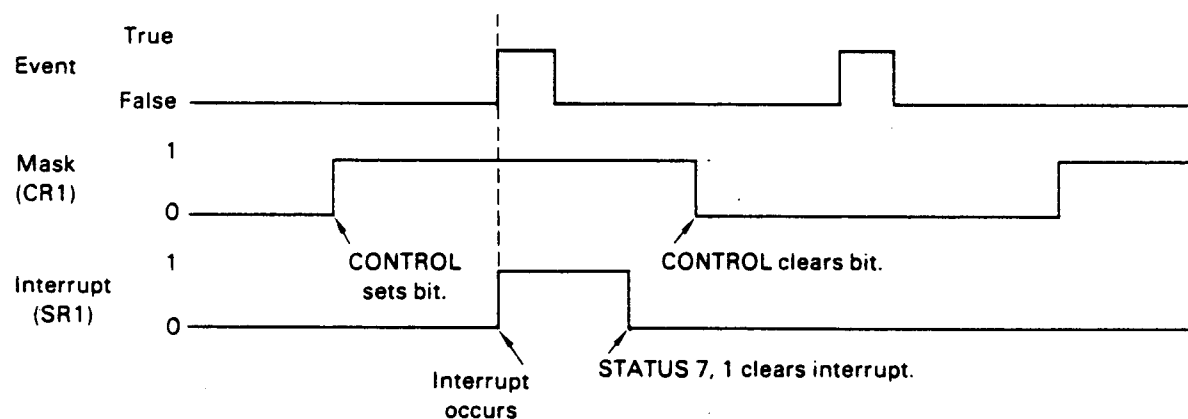 True
Event
False
1
Mask
(CR1)
0
CONTROL
sets bit.
CONTROL clears bit.
1
Interrupt
(SR1)
0
Interrupt
occurs
STATUS 7, 1 clears interrupt.